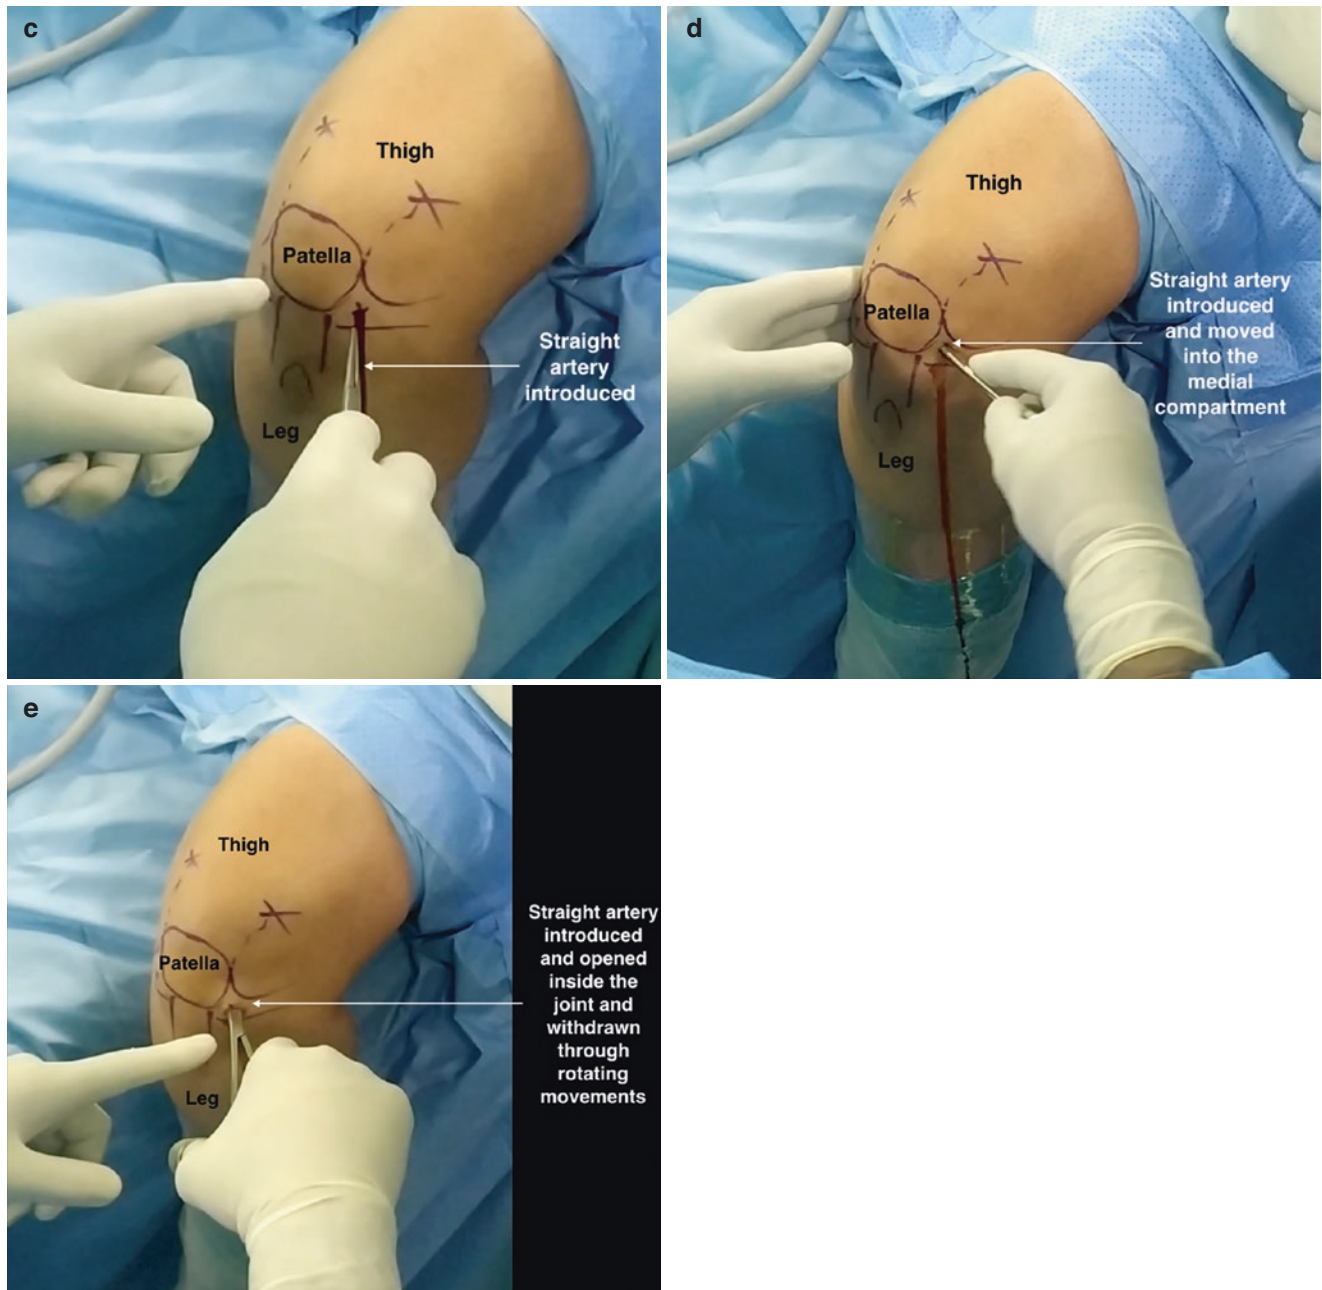 c
Thigh
Patella
Straight
artery
introduced
Leg
d
Thigh
Straight artery
introduced
and moved
into the
medial
compartment
Patella
Leg
e
Thigh
Straight artery
introduced
and opened
inside the
joint and
withdrawn
through
rotating
movements
Patella
Leg